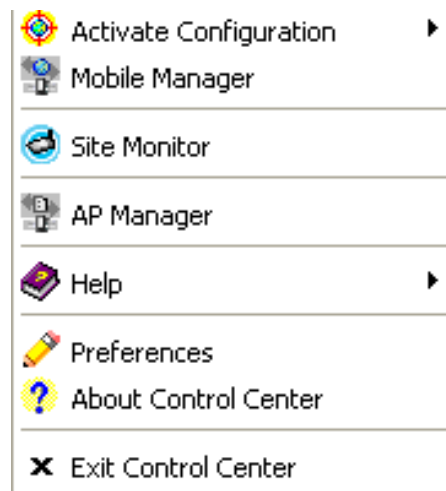 Activate Configuration
Mobile Manager
Site Monitor
AP Manager
Help
Preferences
About Control Center
Exit Control Center